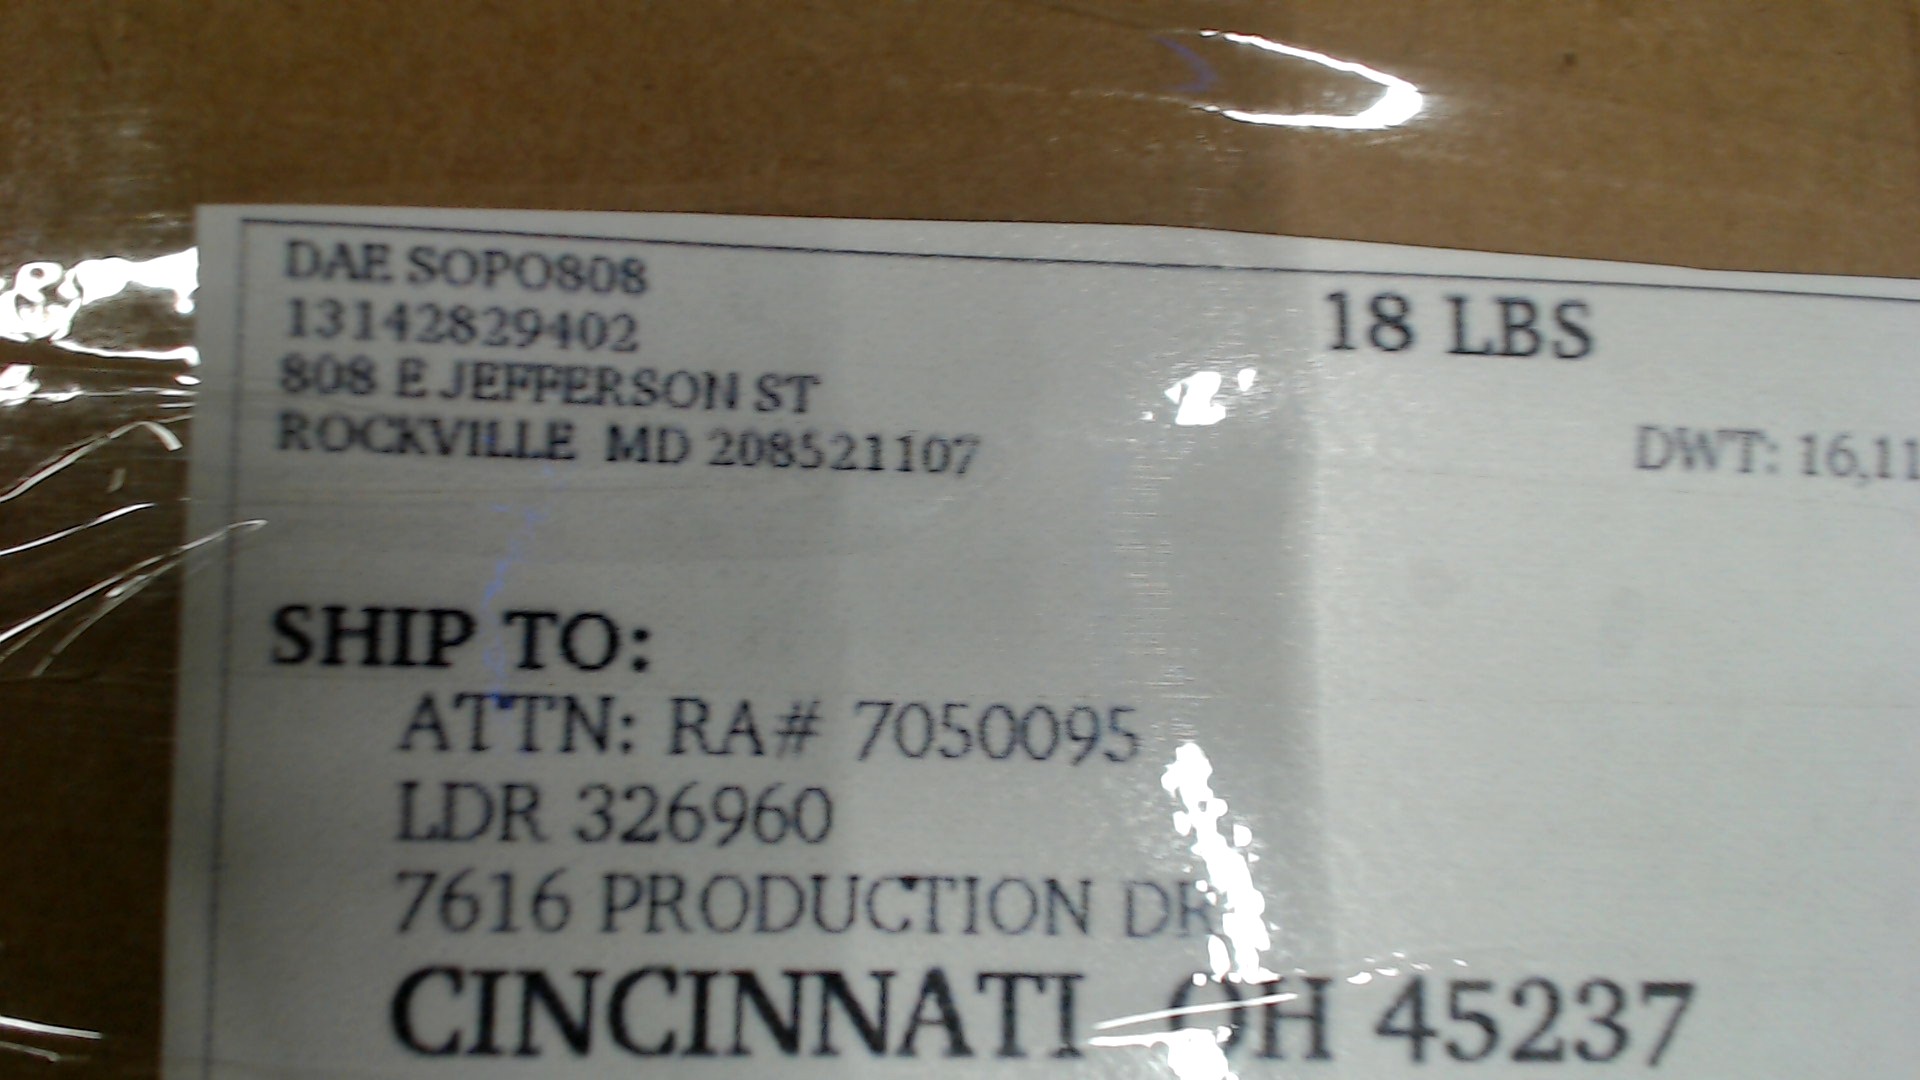 DAE SOPO808
13142829402
808 E JEFFERSON ST
ROCKVILLE MD 208521107
18 LBS
DWT: 16,11
SHIP TO:
ATTN: RA# 7050095
LDR 326960
7616 PRODUCTION DR
CINCINNATI OH 45237